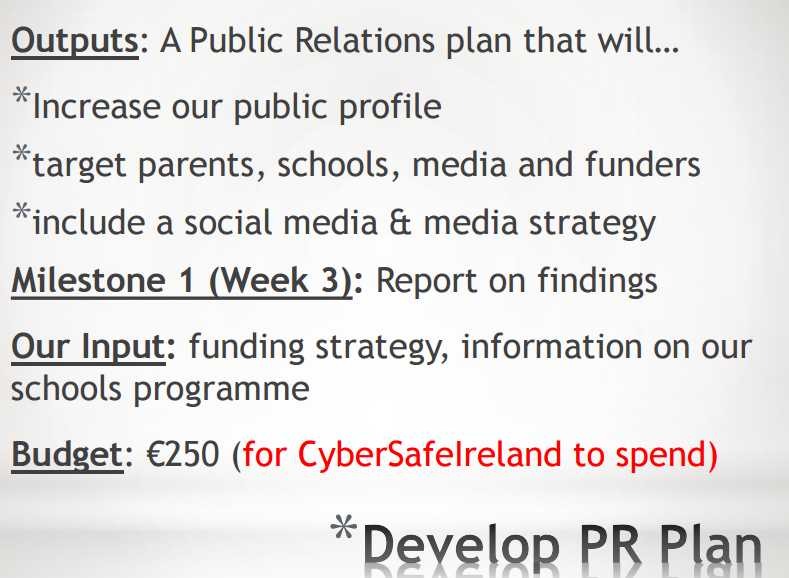 Outputs: A Public Relations plan that will…
*Increase our public profile
*target parents, schools, media and funders
*include a social media & media strategy
Milestone 1 (Week 3): Report on findings
Our Input: funding strategy, information on our
schools programme
Budget: €250 (for CyberSafeIreland to spend)
*Develop PR Plan